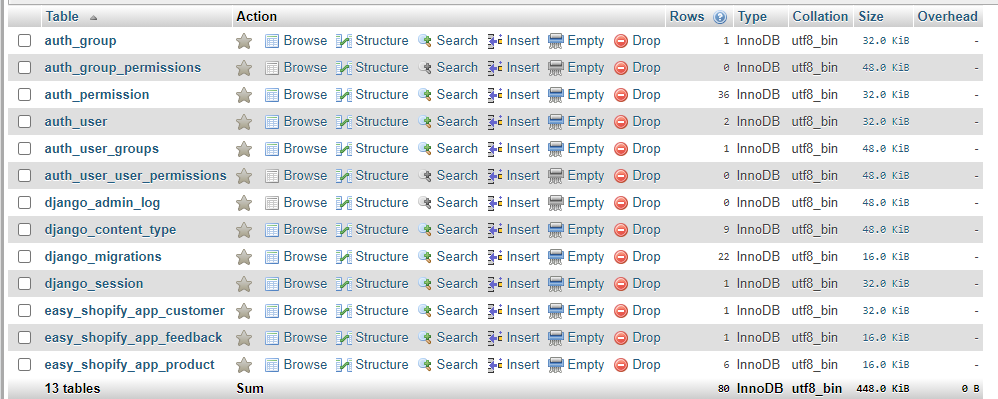 Table Action Rows Type Collation Size Overhead
auth_group Browse Structure Search Insert Empty Drop 1 InnoDB utf8_bin 32.0 KiB -
auth_group_permissions Browse Structure Search Insert Empty Drop 0 InnoDB utf8_bin 48.0 KiB -
auth_permission Browse Structure Search Insert Empty Drop 36 InnoDB utf8_bin 32.0 KiB -
auth_user Browse Structure Search Insert Empty Drop 2 InnoDB utf8_bin 32.0 KiB -
auth_user_groups Browse Structure Search Insert Empty Drop 1 InnoDB utf8_bin 48.0 KiB -
auth_user_user_permissions Browse Structure Search Insert Empty Drop 0 InnoDB utf8_bin 48.0 KiB -
django_admin_log Browse Structure Search Insert Empty Drop 0 InnoDB utf8_bin 48.0 KiB -
django_content_type Browse Structure Search Insert Empty Drop 9 InnoDB utf8_bin 48.0 KiB -
django_migrations Browse Structure Search Insert Empty Drop 22 InnoDB utf8_bin 16.0 KiB -
django_session Browse Structure Search Insert Empty Drop 1 InnoDB utf8_bin 32.0 KiB -
easy_shopify_app_customer Browse Structure Search Insert Empty Drop 1 InnoDB utf8_bin 32.0 KiB -
easy_shopify_app_feedback Browse Structure Search Insert Empty Drop 1 InnoDB utf8_bin 16.0 KiB -
easy_shopify_app_product Browse Structure Search Insert Empty Drop 6 InnoDB utf8_bin 16.0 KiB -
13 tables Sum 80 InnoDB utf8_bin 448.0 KiB 0 B